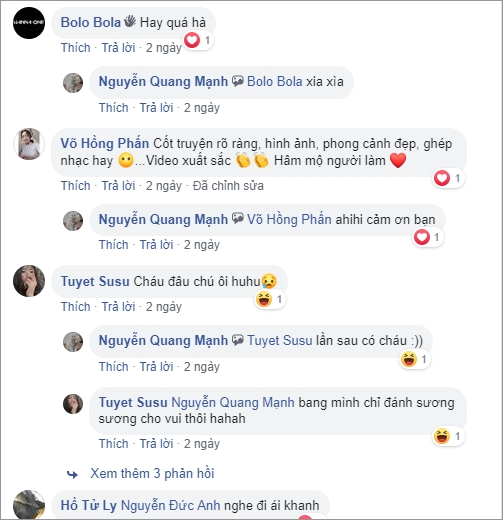 HANNA ONE
Bolo Bola Hay quá hà
Thích · Trả lời · 2 ngày 1
Nguyễn Quang Mạnh Bolo Bola xia xìa
Thích · Trả lời · 2 ngày
Võ Hồng Phấn Cốt truyện rõ ràng, hình ảnh, phong cảnh đẹp, ghép
nhạc hay 😶...Video xuất sắc 👏👏 Hâm mộ người làm ❤️
Thích · Trả lời · 2 ngày · Đã chỉnh sửa 1
Nguyễn Quang Mạnh Võ Hồng Phấn ahihi cảm ơn bạn
Thích · Trả lời · 2 ngày 1
Tuyet Susu Cháu đâu chú ôi huhu😥
Thích · Trả lời · 2 ngày 1
Nguyễn Quang Mạnh Tuyet Susu lần sau có cháu :))
Thích · Trả lời · 2 ngày 1
Tuyet Susu Nguyễn Quang Mạnh bang mình chỉ đánh sương
sương cho vui thôi hahah
Thích · Trả lời · 2 ngày 1
Xem thêm 3 phản hồi
Hồ Tử Ly Nguyễn Đức Anh nghe đi ái khanh